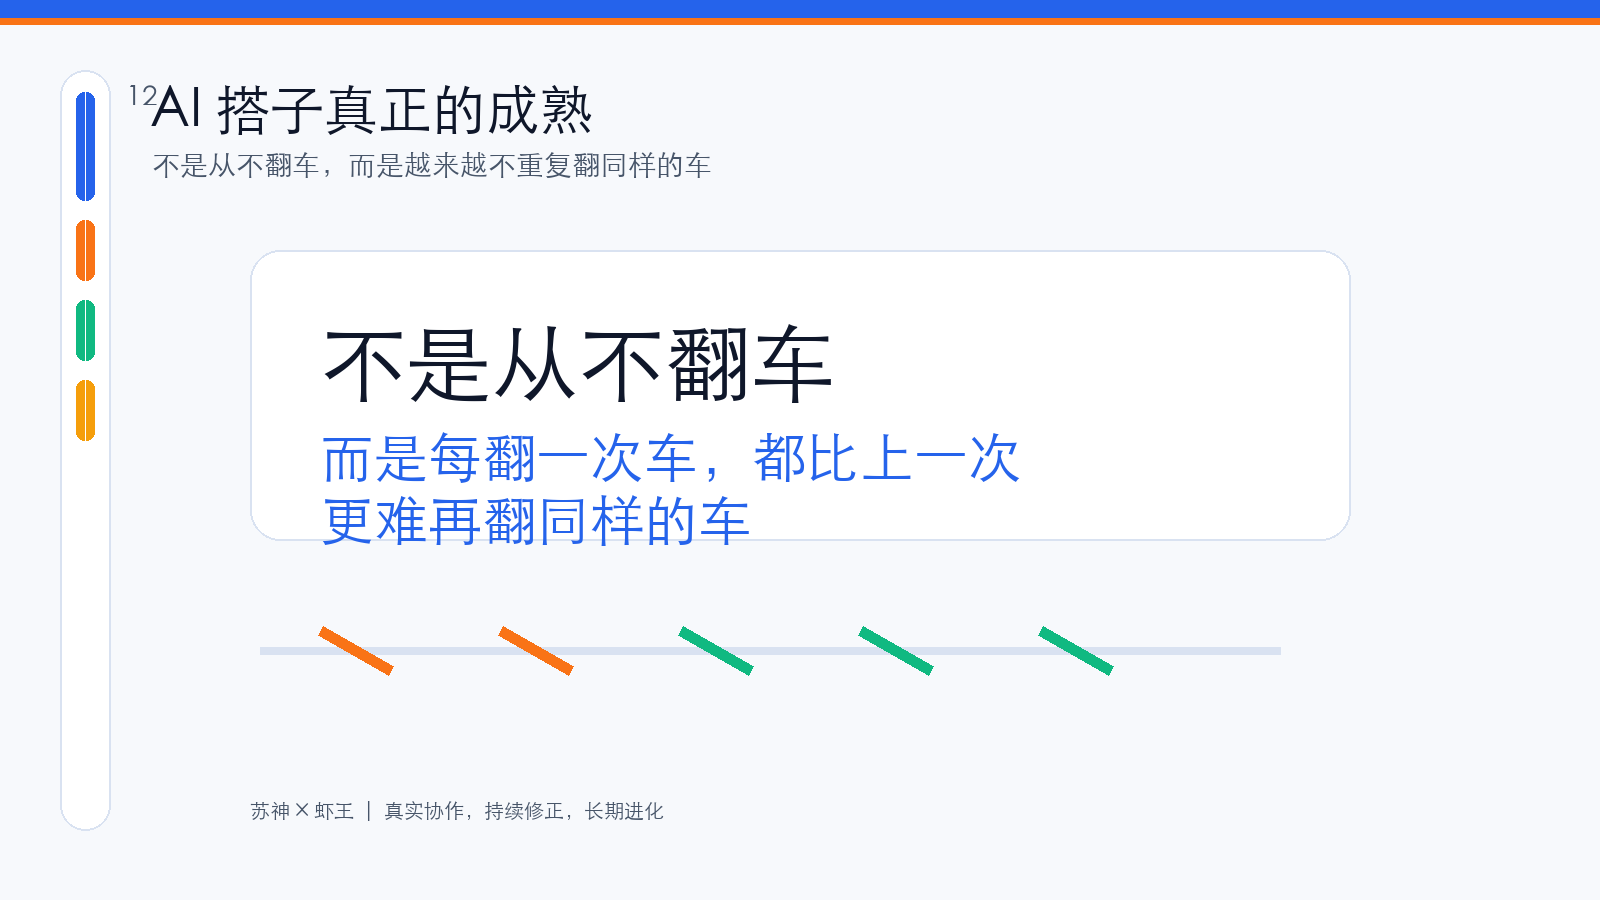 12
AI 搭子真正的成熟
不是从不翻车，而是越来越不重复翻同样的车
不是从不翻车
而是每翻一次车，都比上一次
更难再翻同样的车
苏神×虾王 | 真实协作，持续修正，长期进化